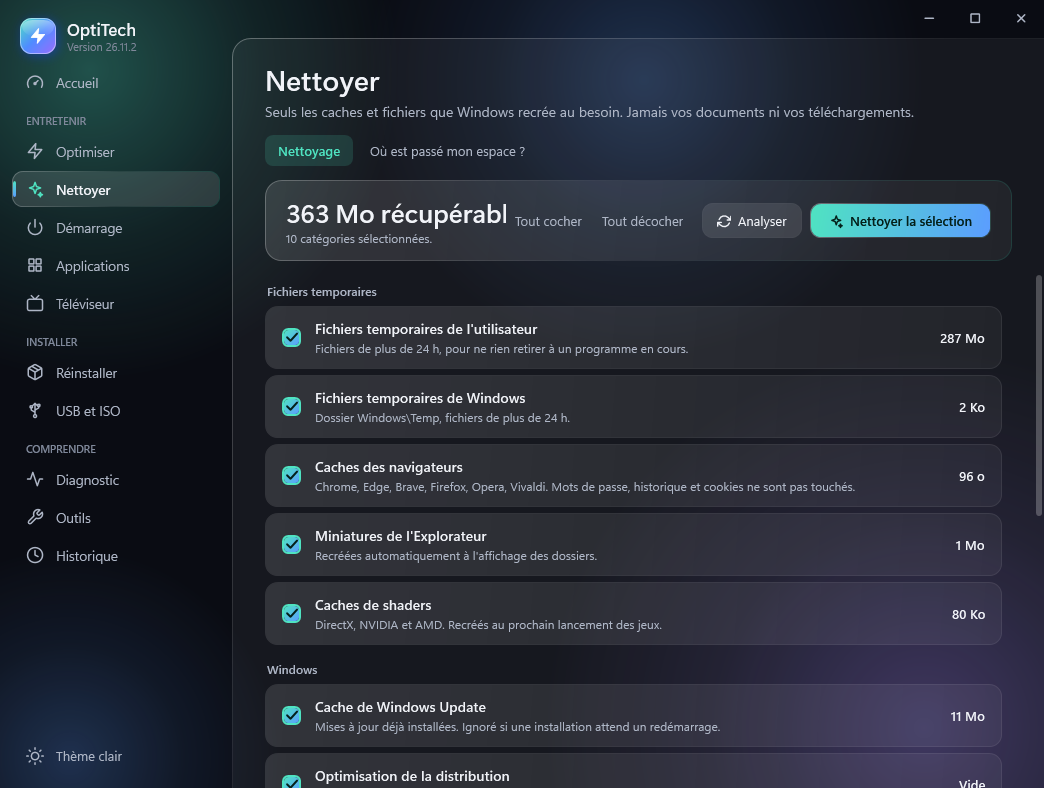 OptiTech
Version 26.11.2
Accueil
ENTRETENIR
Optimiser
Nettoyer
Démarrage
Applications
Téléviseur
INSTALLER
Réinstaller
USB et ISO
COMPRENDRE
Diagnostic
Outils
Historique
Thème clair
Nettoyer
Seuls les caches et fichiers que Windows recrée au besoin. Jamais vos documents ni vos téléchargements.
Nettoyage Où est passé mon espace ?
363 Mo récupérabl
10 catégories sélectionnées.
Tout cocher Tout décocher Analyser Nettoyer la sélection
Fichiers temporaires
Fichiers temporaires de l'utilisateur
Fichiers de plus de 24 h, pour ne rien retirer à un programme en cours.
287 Mo
Fichiers temporaires de Windows
Dossier Windows\Temp, fichiers de plus de 24 h.
2 Ko
Caches des navigateurs
Chrome, Edge, Brave, Firefox, Opera, Vivaldi. Mots de passe, historique et cookies ne sont pas touchés.
96 o
Miniatures de l'Explorateur
Recréées automatiquement à l'affichage des dossiers.
1 Mo
Caches de shaders
DirectX, NVIDIA et AMD. Recréés au prochain lancement des jeux.
80 Ko
Windows
Cache de Windows Update
Mises à jour déjà installées. Ignoré si une installation attend un redémarrage.
11 Mo
Optimisation de la distribution
Vide